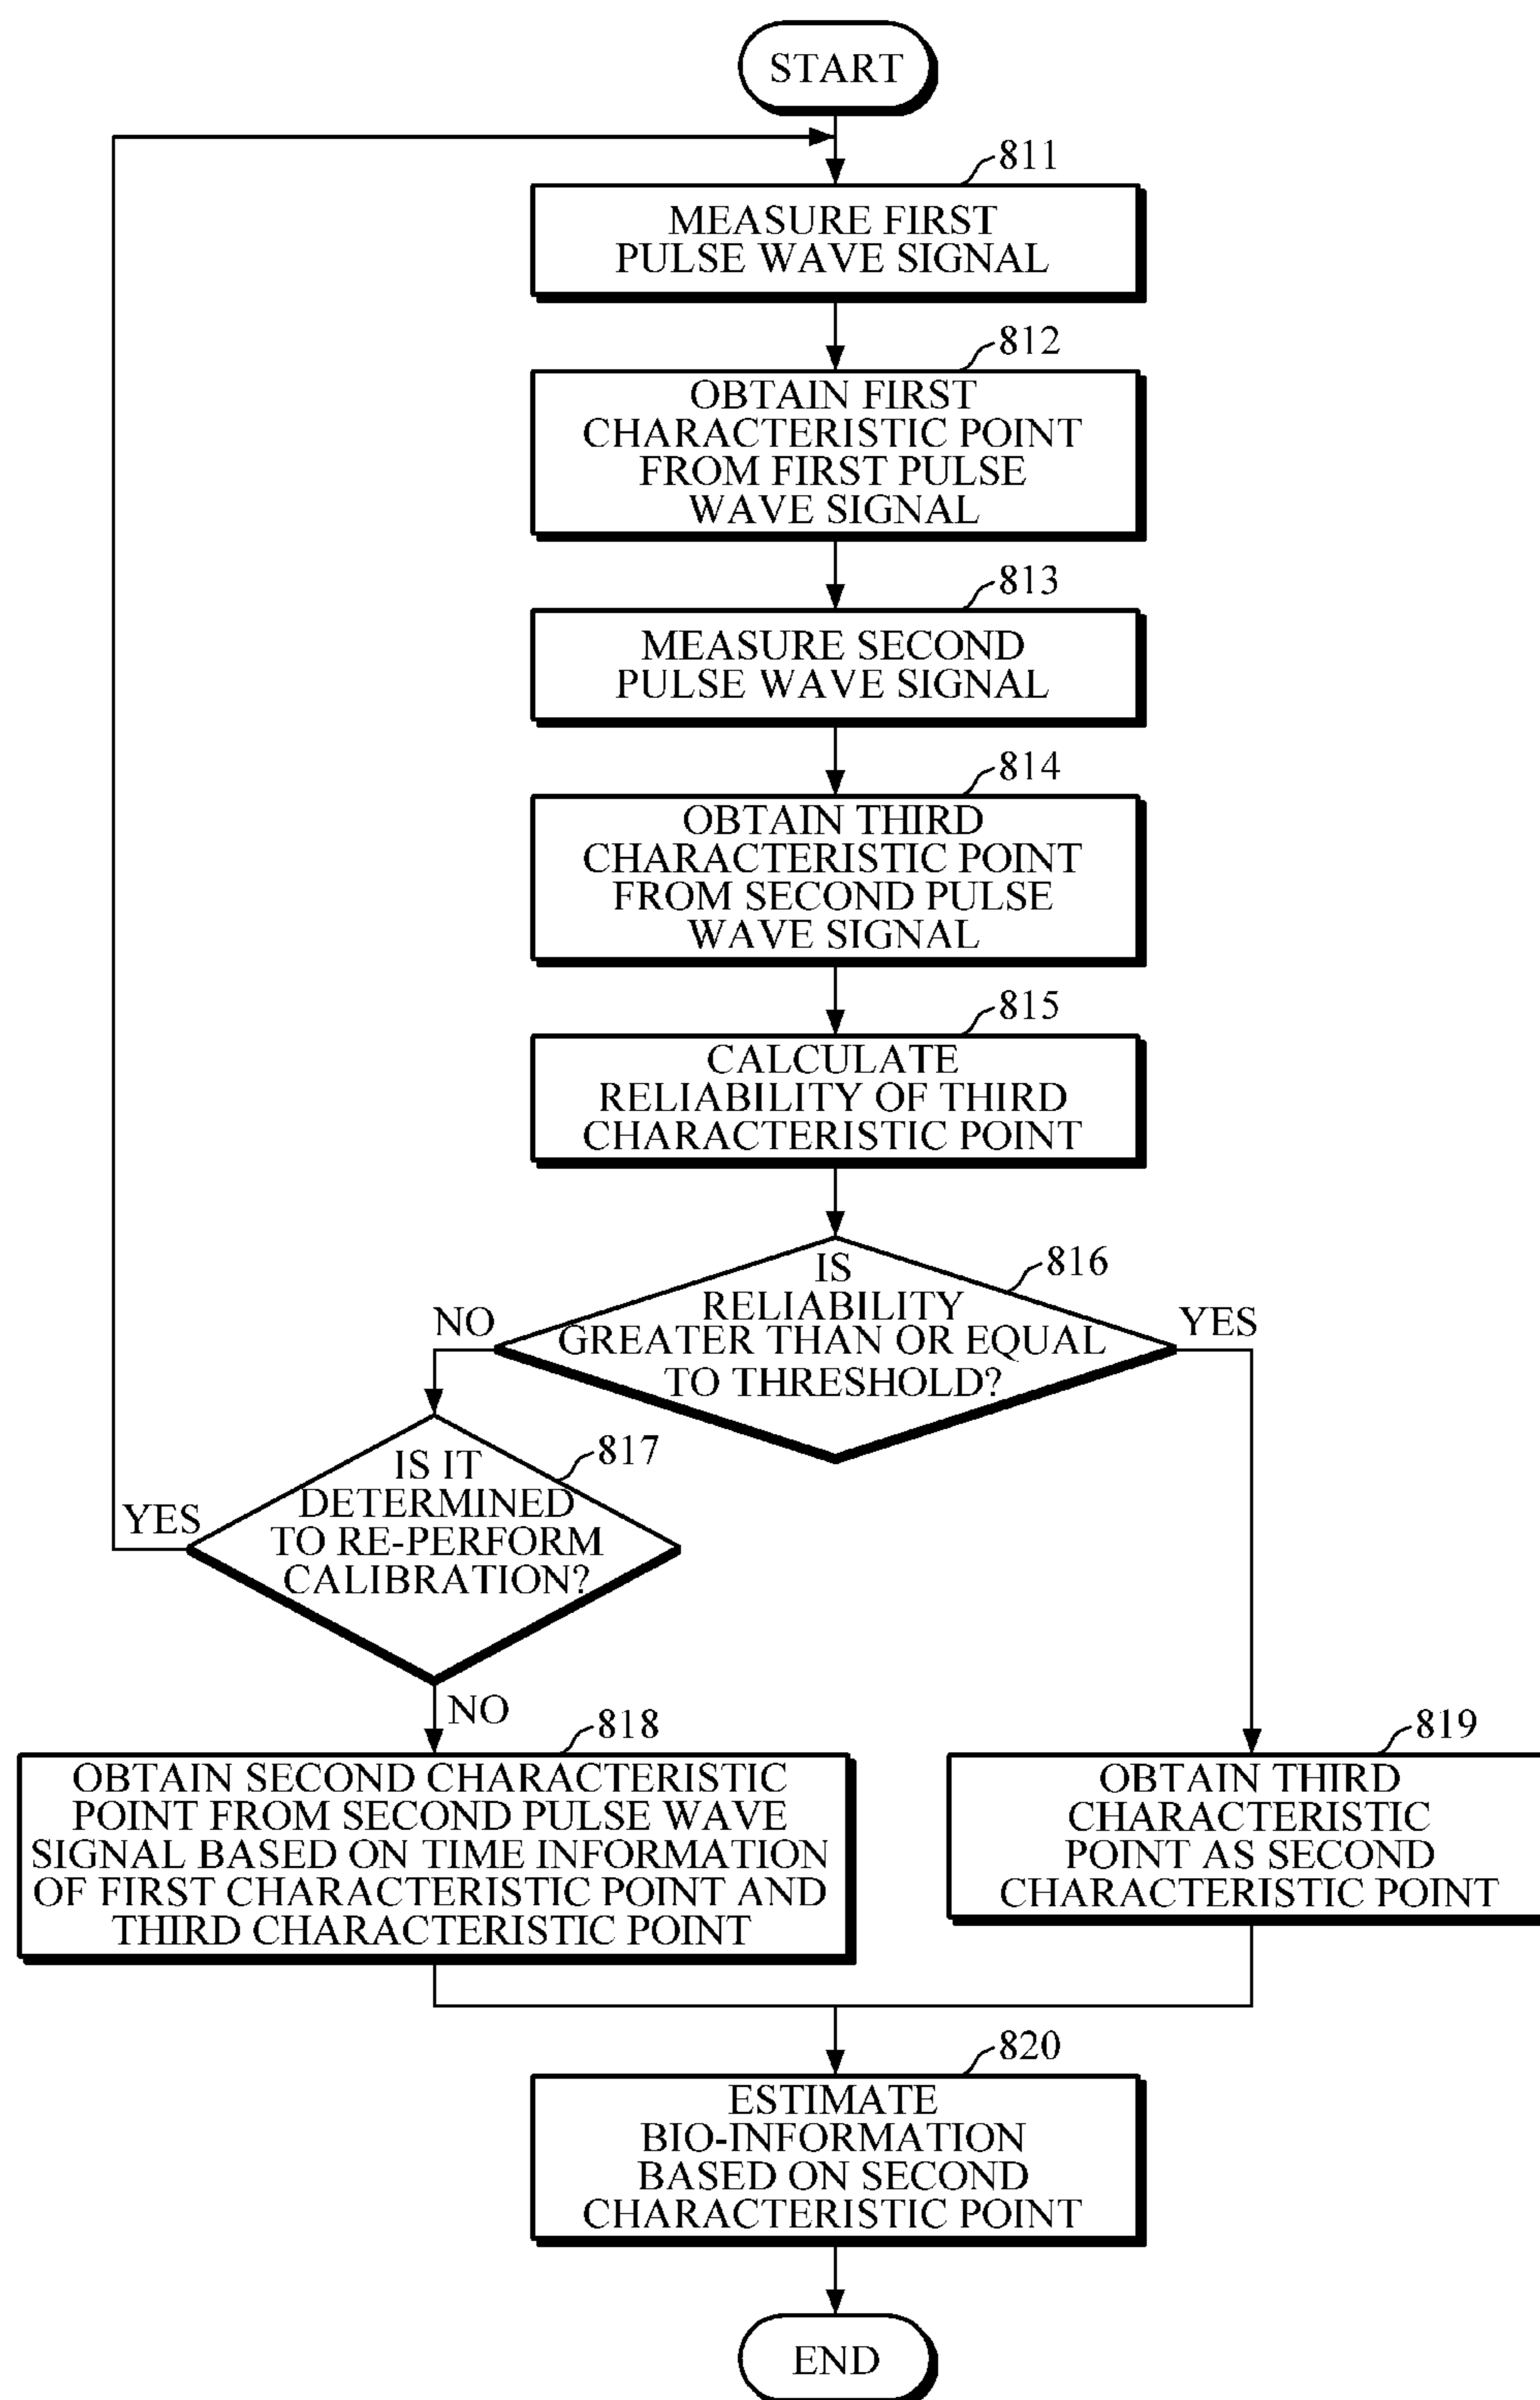 START
811
MEASURE FIRST
PULSE WAVE SIGNAL
812
OBTAIN FIRST
CHARACTERISTIC POINT
FROM FIRST PULSE
WAVE SIGNAL
813
MEASURE SECOND
PULSE WAVE SIGNAL
814
OBTAIN THIRD
CHARACTERISTIC POINT
FROM SECOND PULSE
WAVE SIGNAL
815
CALCULATE
RELIABILITY OF THIRD
CHARACTERISTIC POINT
816
IS
RELIABILITY
GREATER THAN OR EQUAL
TO THRESHOLD?
NO
YES
817
IS IT
DETERMINED
TO RE-PERFORM
CALIBRATION?
YES
NO
818
OBTAIN SECOND CHARACTERISTIC
POINT FROM SECOND PULSE WAVE
SIGNAL BASED ON TIME INFORMATION
OF FIRST CHARACTERISTIC POINT AND
THIRD CHARACTERISTIC POINT
819
OBTAIN THIRD
CHARACTERISTIC
POINT AS SECOND
CHARACTERISTIC POINT
820
ESTIMATE
BIO-INFORMATION
BASED ON SECOND
CHARACTERISTIC POINT
END